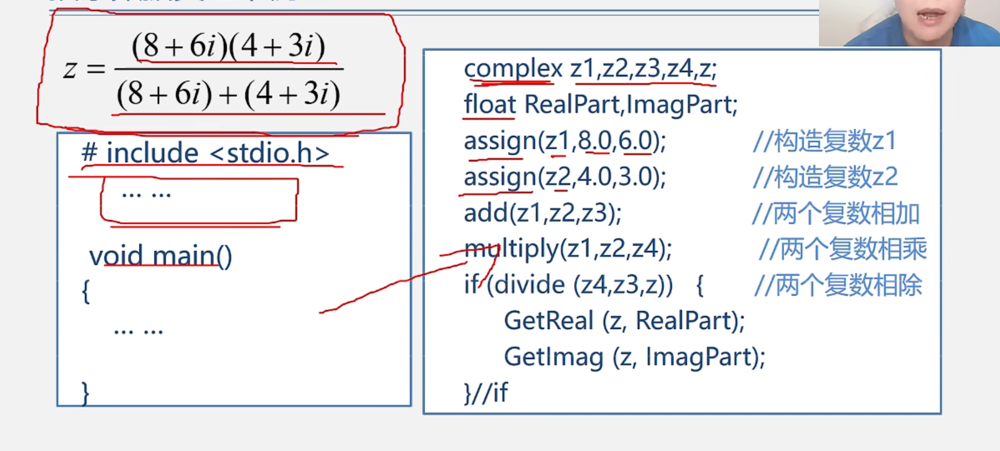 z = (8+6i)(4+3i) / (8+6i)+(4+3i)
# include <stdio.h>
... ...
void main()
{
... ...
}
complex z1,z2,z3,z4,z;
float RealPart,ImagPart;
assign(z1,8.0,6.0); //构造复数z1
assign(z2,4.0,3.0); //构造复数z2
add(z1,z2,z3); //两个复数相加
multiply(z1,z2,z4); //两个复数相乘
if (divide (z4,z3,z)) { //两个复数相除
GetReal (z, RealPart);
GetImag (z, ImagPart);
}//if